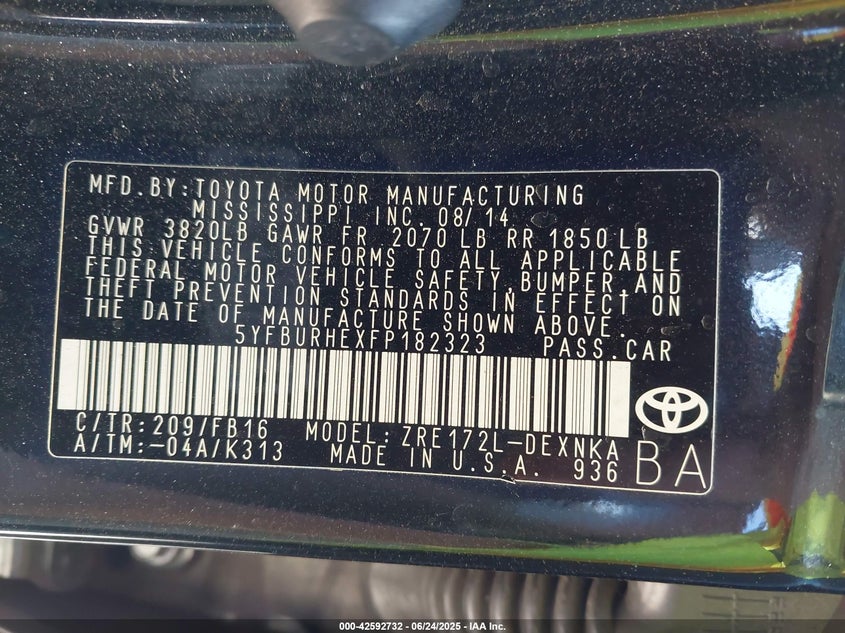 MFD.BY:TOYOTA MOTOR MANUFACTURING
MISSISSIPPI INC. 08/14
GVWR 3820LB GAWR FR 2070 LB RR 1850 LB
THIS VEHICLE CONFORMS TO ALL APPLICABLE
FEDERAL MOTOR VEHICLE SAFETY,BUMPER,AND
THEFT PREVENTION STANDARDS IN EFFECT ON
THE DATE OF MANUFACTURE SHOWN ABOVE.
5YFBURHEXFP182323 PASS.CAR
C/TR:209/FB16 MODEL:ZRE172L-DEXNKA
A/TM:-04A/K313 MADE IN U.S.A. 936 BA
000-42592732 - 06/24/2025 - IAA Inc.